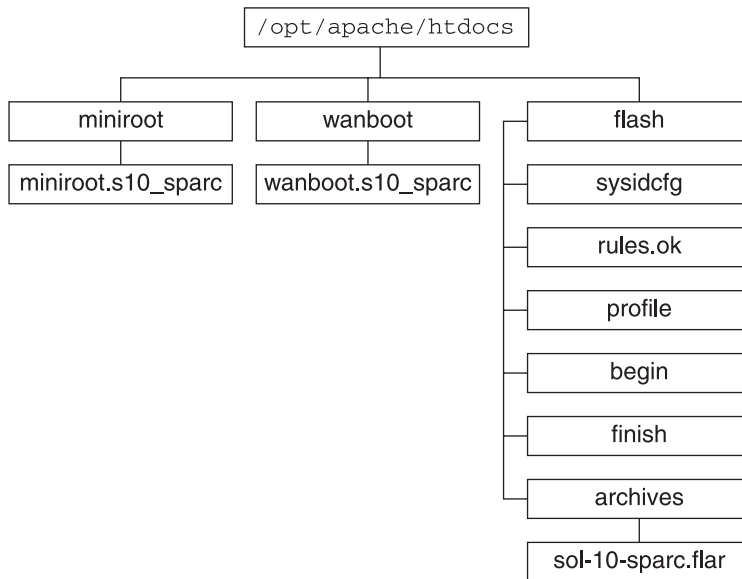 /opt/apache/htdocs
miniroot
wanboot
flash
miniroot.s10_sparc
wanboot.s10_sparc
sysidcfg
rules.ok
profile
begin
finish
archives
sol-10-sparc.flar